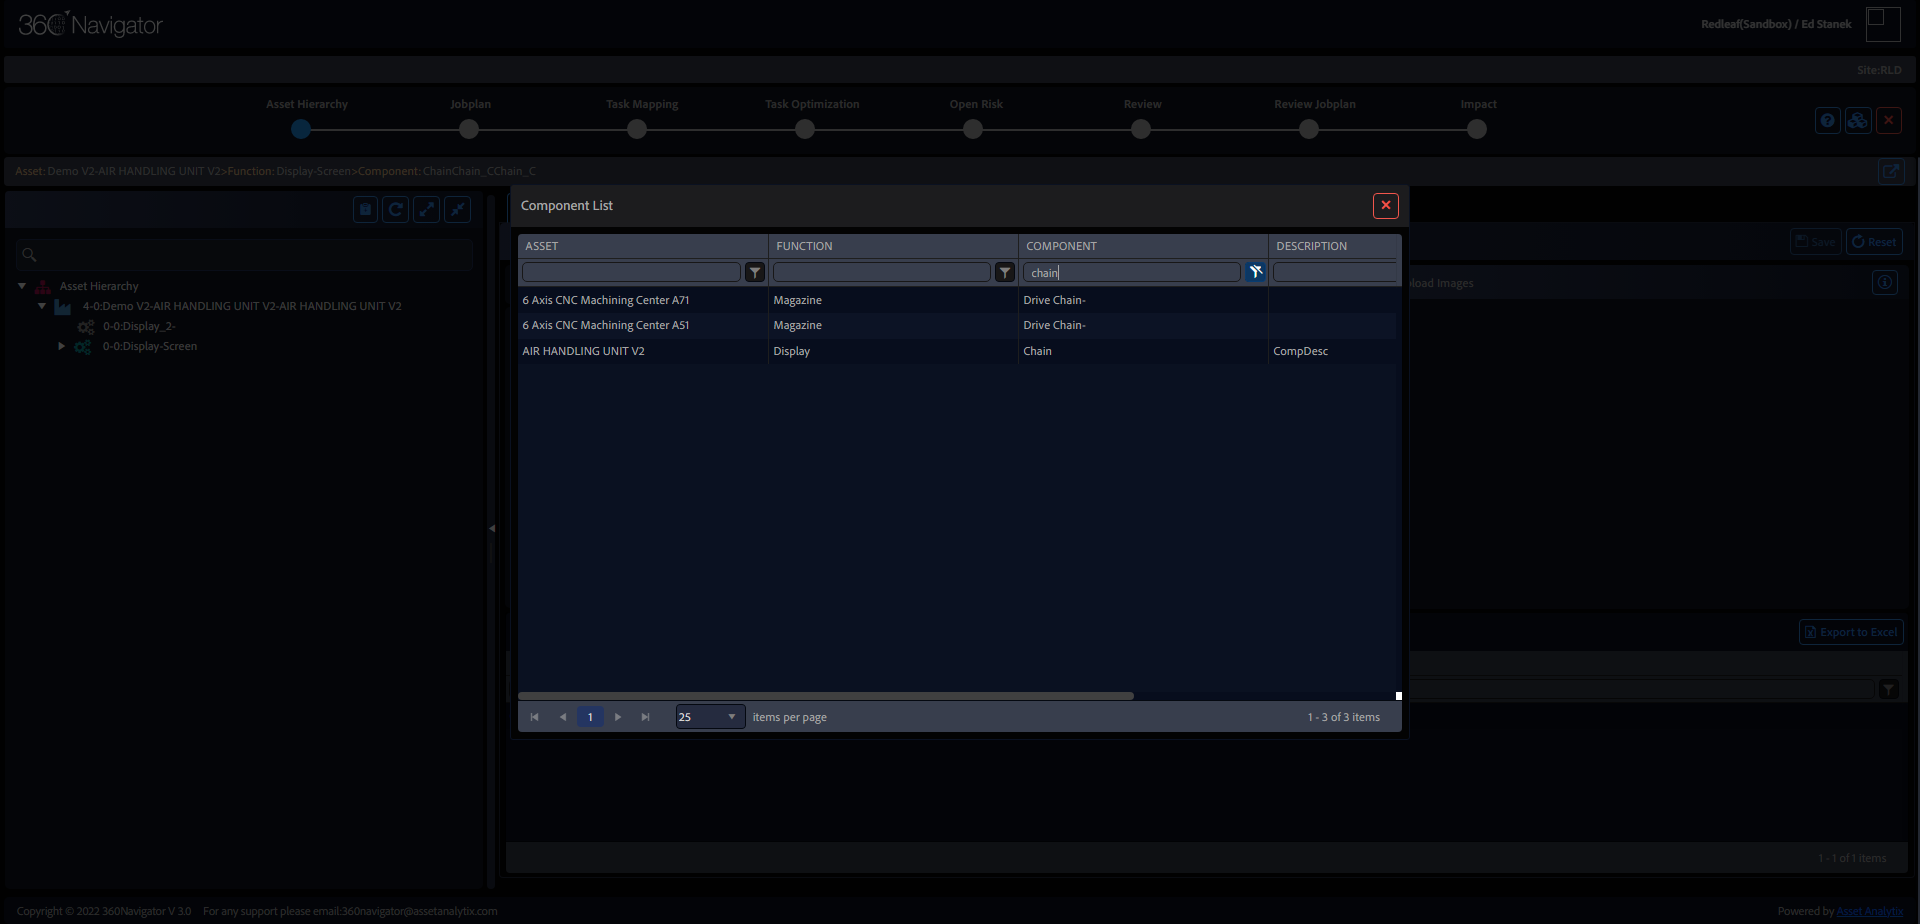 360 Navigator
Redleaf(Sandbox) / Ed Stanek
Site:RLD
Asset Hierarchy
Jobplan
Task Mapping
Task Optimization
Open Risk
Review
Review Jobplan
Impact
Asset: Demo V2-AIR HANDLING UNIT V2>Function: Display-Screen>Component: ChainChain_CChain_C
Component List
ASSET FUNCTION COMPONENT DESCRIPTION
chain
6 Axis CNC Machining Center A71 Magazine Drive Chain-
6 Axis CNC Machining Center A51 Magazine Drive Chain-
AIR HANDLING UNIT V2 Display Chain CompDesc
1 25 items per page 1 - 3 of 3 items
Asset Hierarchy
4-0:Demo V2-AIR HANDLING UNIT V2-AIR HANDLING UNIT V2
0-0:Display_2-
0-0:Display-Screen
Save Reset
load Images
Export to Excel
1 - 1 of 1 items
Copyright © 2022 360Navigator V 3.0 For any support please email:360navigator@assetanalytix.com
Powered by Asset Analytix